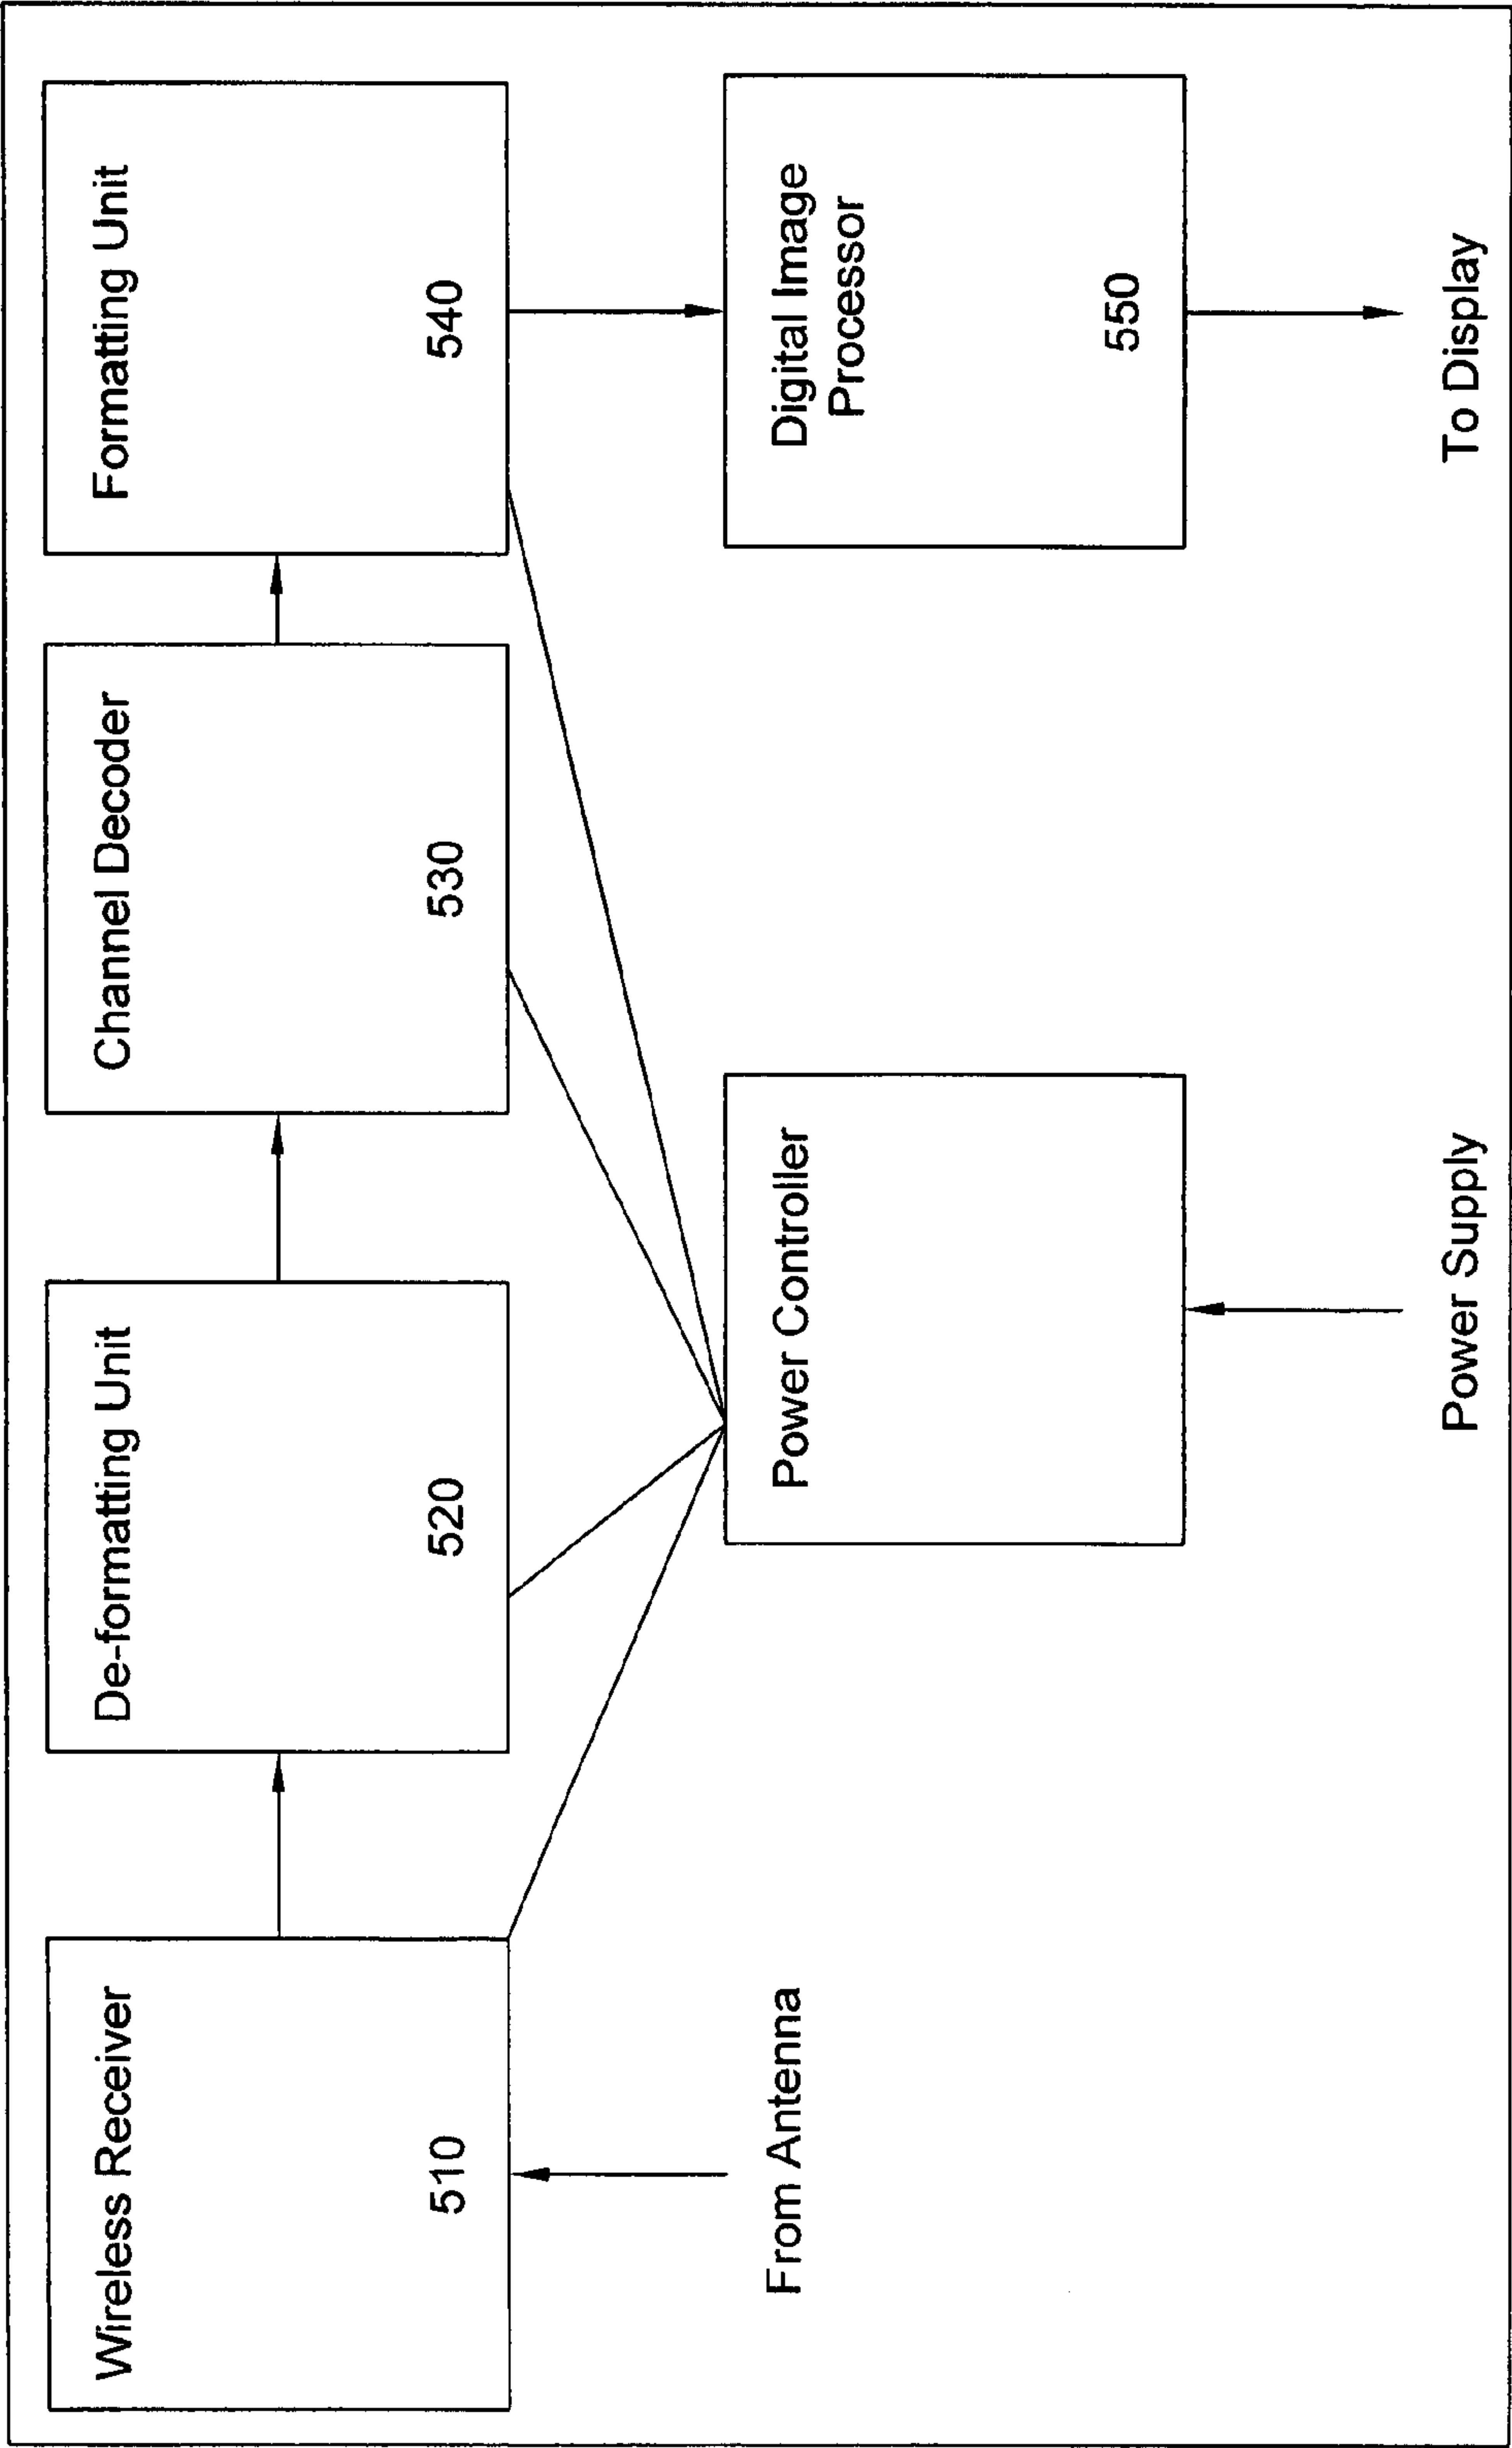 Wireless Receiver
510
De-formatting Unit
520
Channel Decoder
530
Formatting Unit
540
From Antenna
Power Controller
Power Supply
Digital Image
Processor
550
To Display